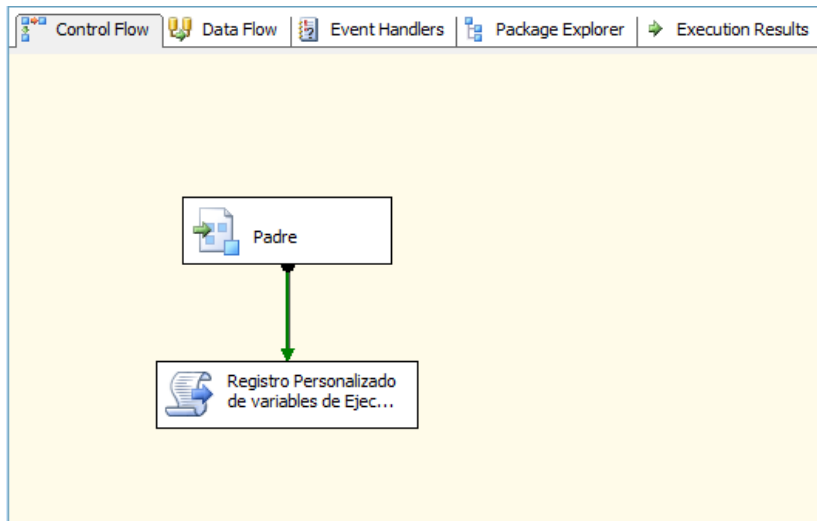 Control Flow Data Flow Event Handlers Package Explorer Execution Results
Padre
Registro Personalizado
de variables de Ejec...